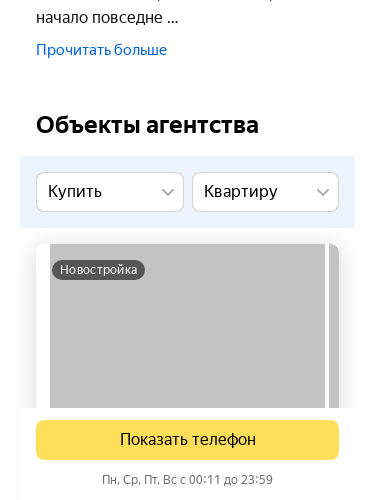 начало повседне ...
Прочитать больше
Объекты агентства
Купить
Квартиру
Новостройка
Показать телефон
Пн, Ср, Пт, Вс с 00:11 до 23:59